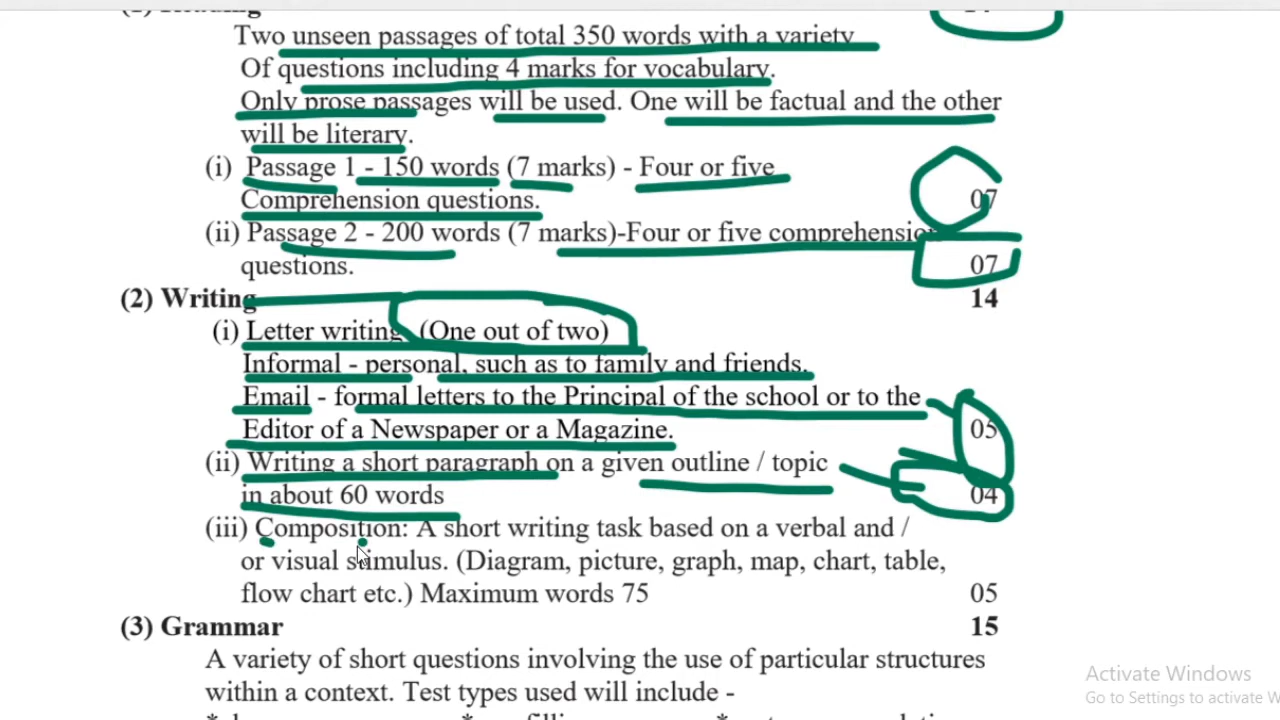 Two unseen passages of total 350 words with a variety
Of questions including 4 marks for vocabulary.
Only prose passages will be used. One will be factual and the other
will be literary.
(i) Passage 1 - 150 words (7 marks) - Four or five
Comprehension questions. 07
(ii) Passage 2 - 200 words (7 marks)-Four or five comprehension
questions. 07
(2) Writing 14
(i) Letter writing (One out of two)
Informal - personal, such as to family and friends.
Email - formal letters to the Principal of the school or to the
Editor of a Newspaper or a Magazine. 05
(ii) Writing a short paragraph on a given outline / topic
in about 60 words 04
(iii) Composition: A short writing task based on a verbal and /
or visual stimulus. (Diagram, picture, graph, map, chart, table,
flow chart etc.) Maximum words 75 05
(3) Grammar 15
A variety of short questions involving the use of particular structures
within a context. Test types used will include -
Activate Windows
Go to Settings to activate W